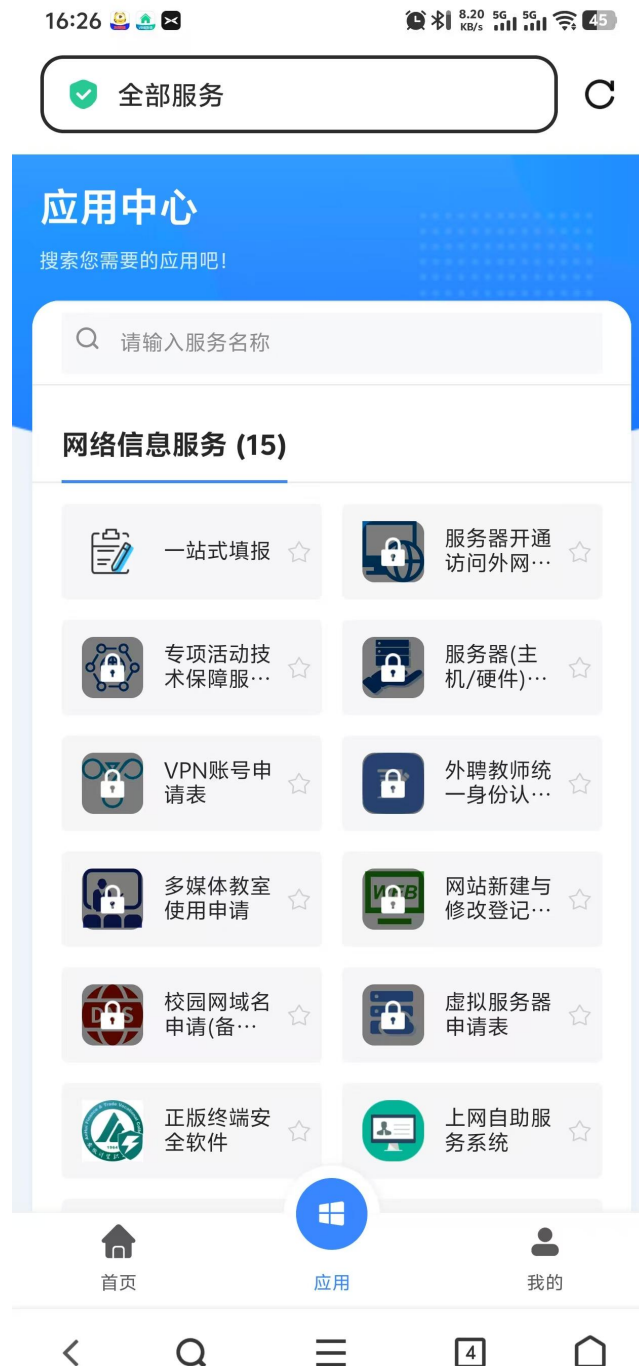 16:26
8.20 KB/s 5G 5G 45
全部服务
应用中心
搜索您需要的应用吧！
请输入服务名称
网络信息服务 (15)
一站式填报
服务器开通
访问外网…
专项活动技
术保障服…
服务器(主
机/硬件)…
VPN账号申
请表
外聘教师统
一身份认…
多媒体教室
使用申请
网站新建与
修改登记…
校园网域名
申请(备…
虚拟服务器
申请表
正版终端安
全软件
上网自助服
务系统
首页
应用
我的
4